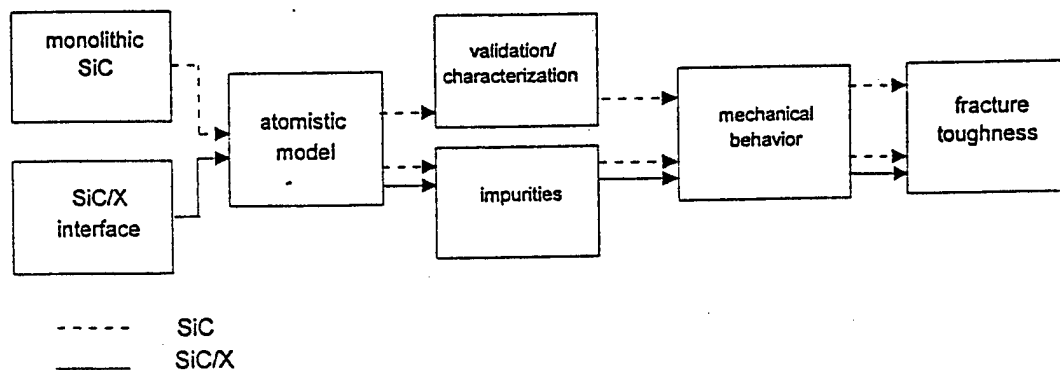 monolithic
SiC
SiC/X
interface
atomistic
model
validation/
characterization
impurities
mechanical
behavior
fracture
toughness
SiC
SiC/X